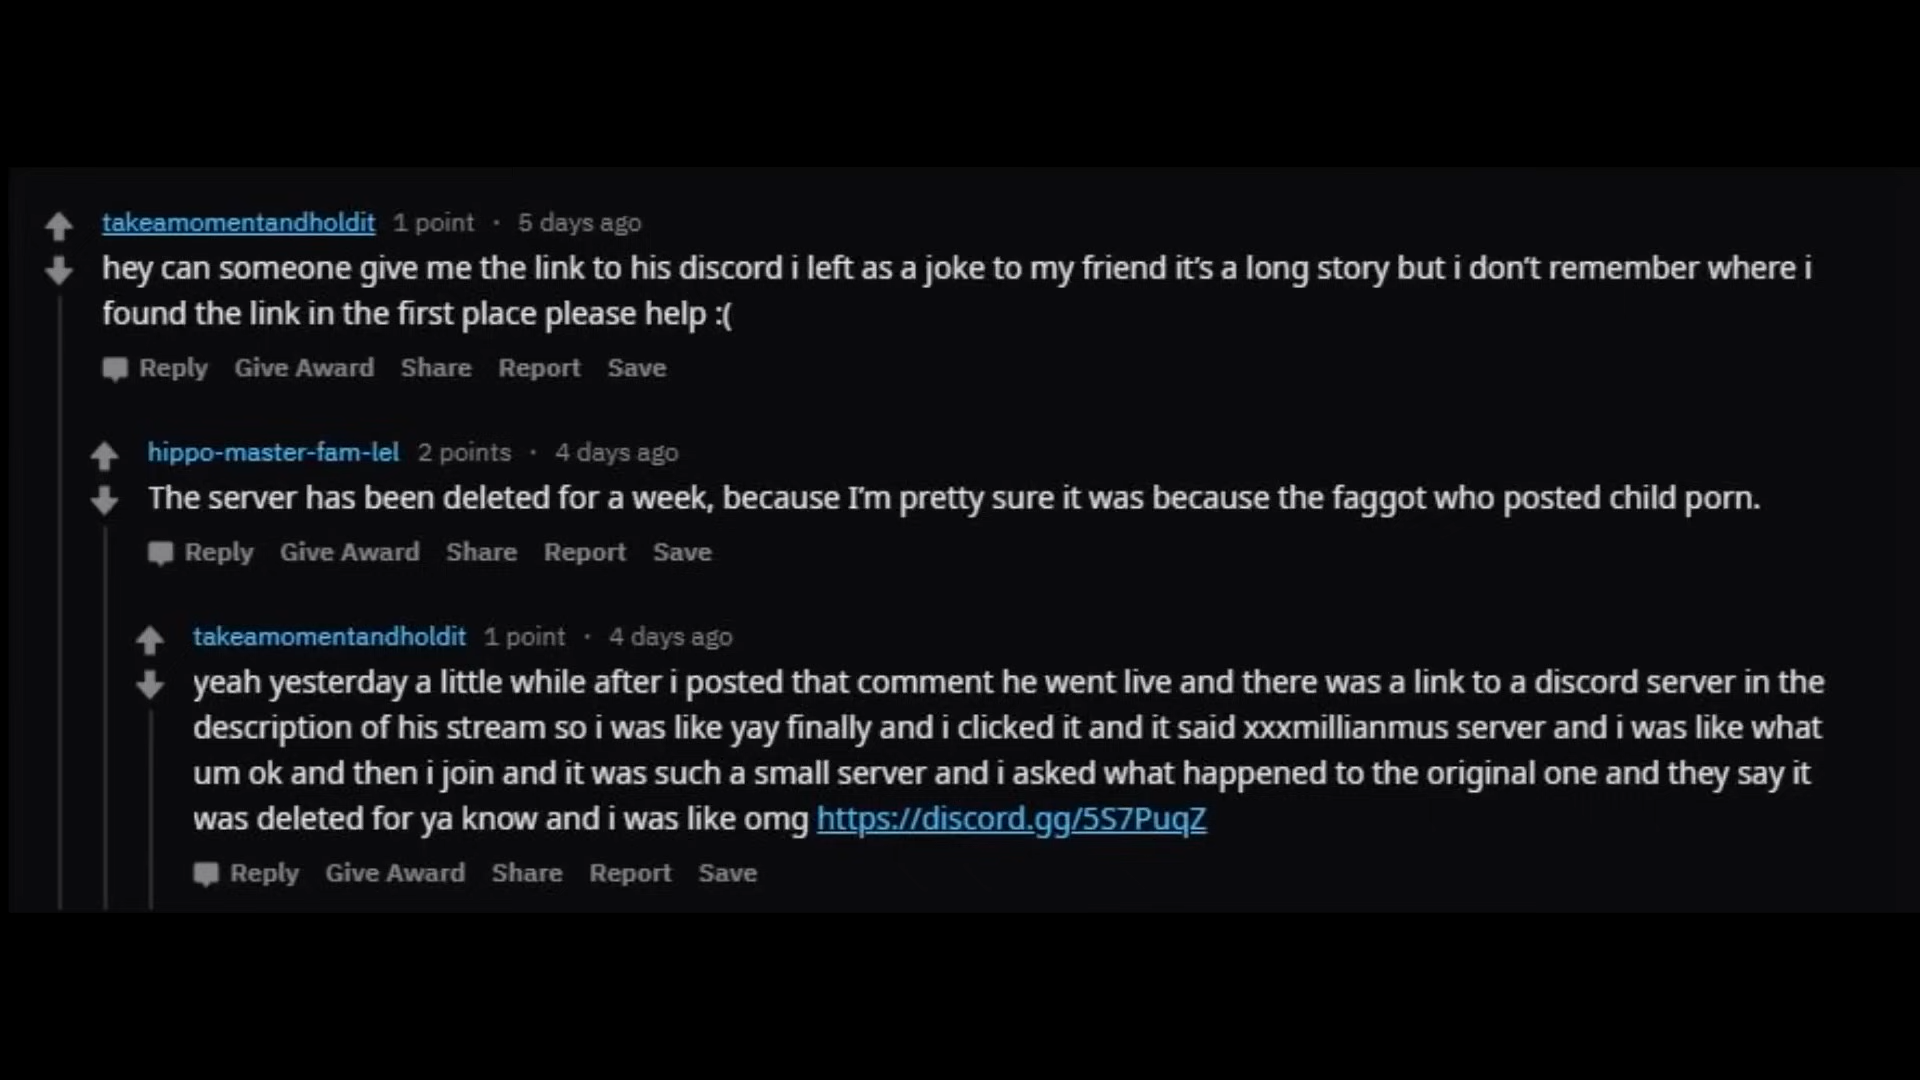 takeamomentandholdit 1 point · 5 days ago
hey can someone give me the link to his discord i left as a joke to my friend it's a long story but i don't remember where i
found the link in the first place please help :(
Reply Give Award Share Report Save
hippo-master-fam-lel 2 points · 4 days ago
The server has been deleted for a week, because I'm pretty sure it was because the faggot who posted child porn.
Reply Give Award Share Report Save
takeamomentandholdit 1 point · 4 days ago
yeah yesterday a little while after i posted that comment he went live and there was a link to a discord server in the
description of his stream so i was like yay finally and i clicked it and it said xxxmillianmus server and i was like what
um ok and then i join and it was such a small server and i asked what happened to the original one and they say it
was deleted for ya know and i was like omg https://discord.gg/5S7PuqZ
Reply Give Award Share Report Save